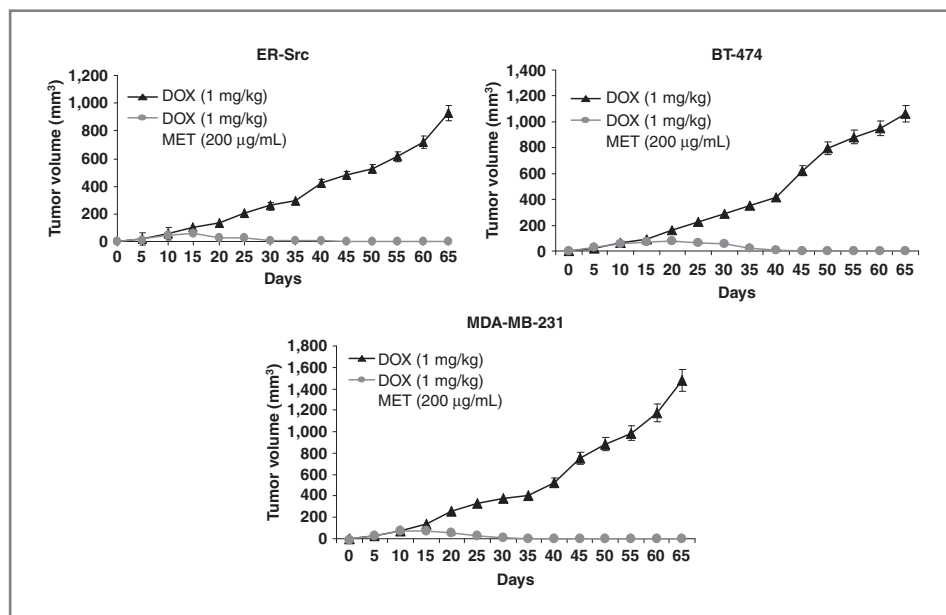 ER-Src
Tumor volume (mm³)
1,200
1,000
800
600
400
200
0
DOX (1 mg/kg)
DOX (1 mg/kg)
MET (200 µg/mL)
0 5 10 15 20 25 30 35 40 45 50 55 60 65
Days
BT-474
Tumor volume (mm³)
1,400
1,200
1,000
800
600
400
200
0
DOX (1 mg/kg)
DOX (1 mg/kg)
MET (200 µg/mL)
0 5 10 15 20 25 30 35 40 45 50 55 60 65
Days
MDA-MB-231
Tumor volume (mm³)
1,800
1,600
1,400
1,200
1,000
800
600
400
200
0
DOX (1 mg/kg)
DOX (1 mg/kg)
MET (200 µg/mL)
0 5 10 15 20 25 30 35 40 45 50 55 60 65
Days